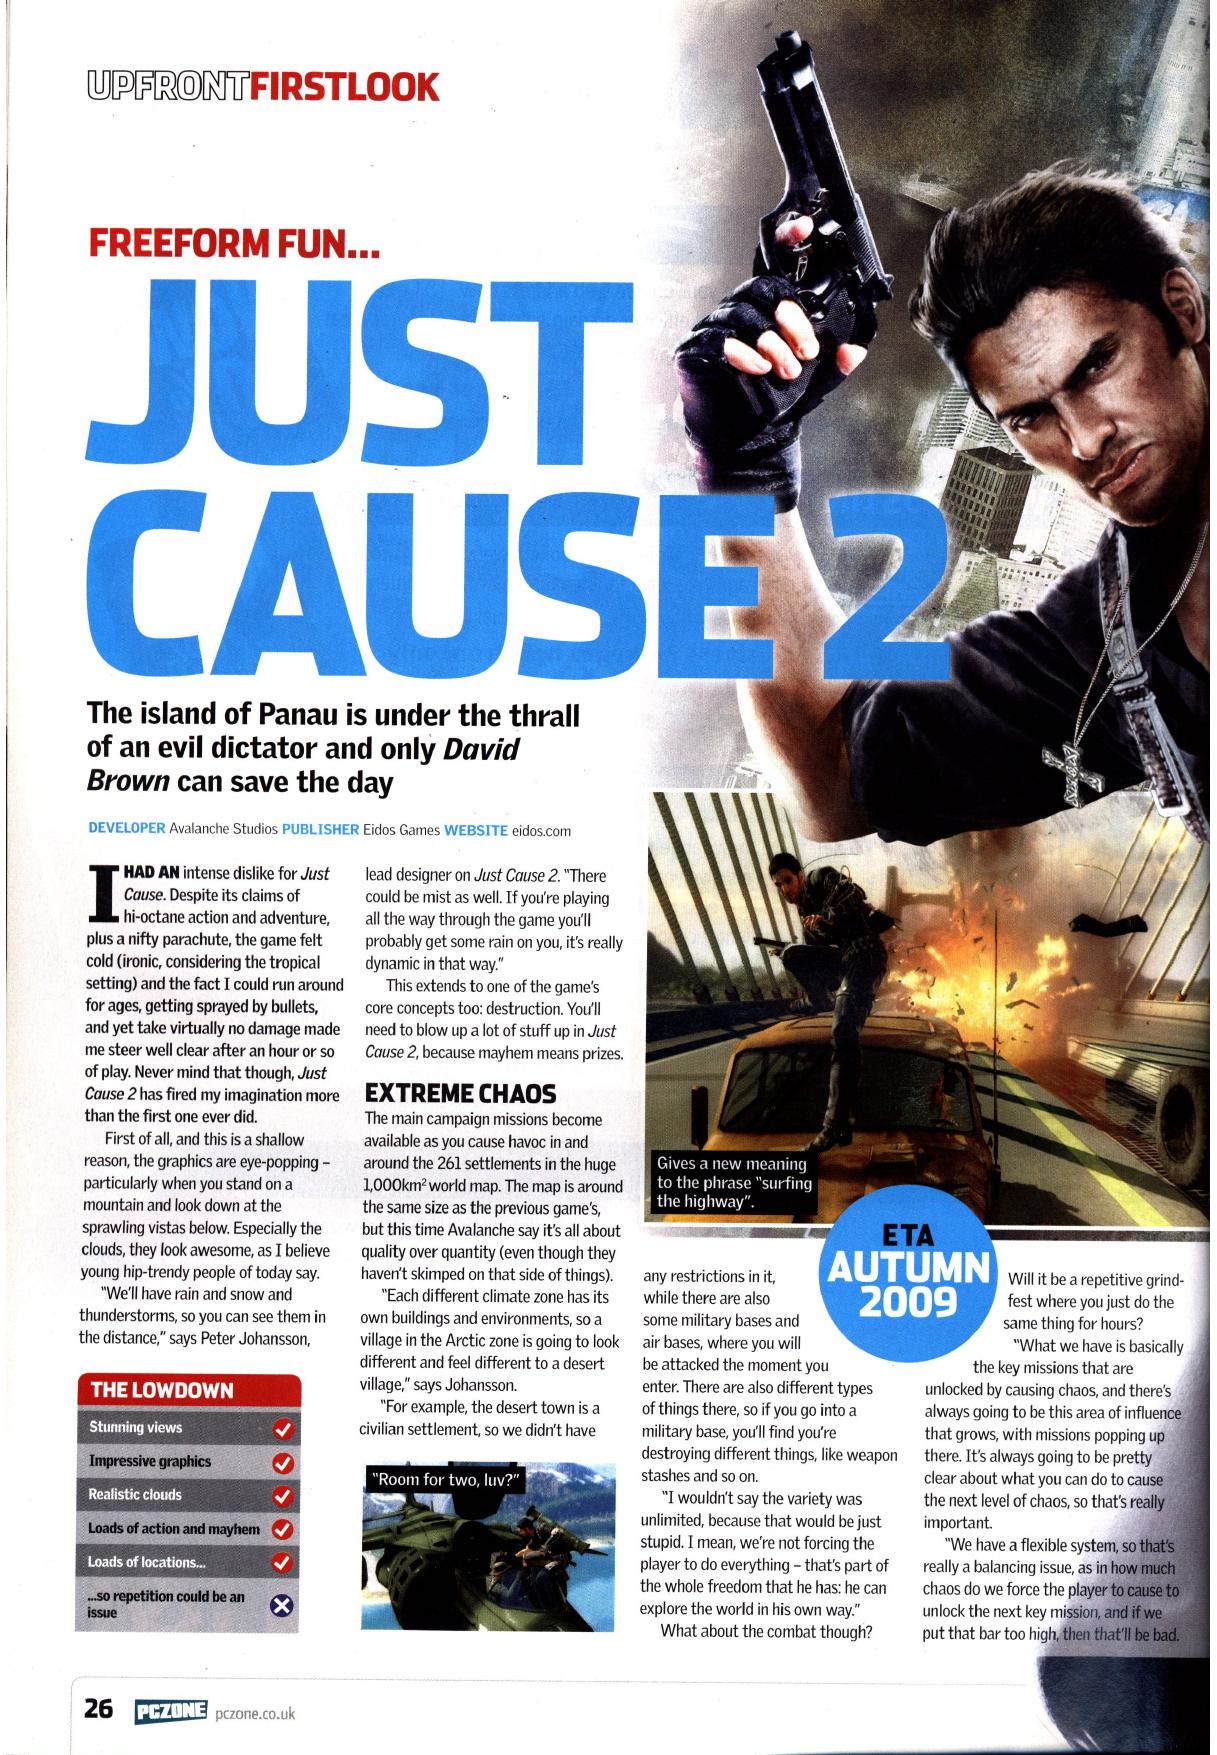 UPFRONTFIRSTLOOK
FREEFORM FUN...
JUST
CAUSE 2
The island of Panau is under the thrall
of an evil dictator and only David
Brown can save the day
DEVELOPER Avalanche Studios PUBLISHER Eidos Games WEBSITE eidos.com
I HAD AN intense dislike for Just
Cause. Despite its claims of
hi-octane action and adventure,
plus a nifty parachute, the game felt
cold (ironic, considering the tropical
setting) and the fact I could run around
for ages, getting sprayed by bullets,
and yet take virtually no damage made
me steer well clear after an hour or so
of play. Never mind that though, Just
Cause 2 has fired my imagination more
than the first one ever did.
First of all, and this is a shallow
reason, the graphics are eye-popping –
particularly when you stand on a
mountain and look down at the
sprawling vistas below. Especially the
clouds, they look awesome, as I believe
young hip-trendy people of today say.
"We'll have rain and snow and
thunderstorms, so you can see them in
the distance," says Peter Johansson,
THE LOWDOWN
Stunning views
Impressive graphics
Realistic clouds
Loads of action and mayhem
Loads of locations...
...so repetition could be an
issue
lead designer on Just Cause 2. "There
could be mist as well. If you're playing
all the way through the game you'll
probably get some rain on you, it's really
dynamic in that way."
This extends to one of the game's
core concepts too: destruction. You'll
need to blow up a lot of stuff up in Just
Cause 2, because mayhem means prizes.
EXTREME CHAOS
The main campaign missions become
available as you cause havoc in and
around the 261 settlements in the huge
1,000km² world map. The map is around
the same size as the previous game's,
but this time Avalanche say it's all about
quality over quantity (even though they
haven't skimped on that side of things).
"Each different climate zone has its
own buildings and environments, so a
village in the Arctic zone is going to look
different and feel different to a desert
village," says Johansson.
"For example, the desert town is a
civilian settlement, so we didn't have
"Room for two, luv?"
Gives a new meaning
to the phrase "surfing
the highway".
ETA
AUTUMN
2009
any restrictions in it,
while there are also
some military bases and
air bases, where you will
be attacked the moment you
enter. There are also different types
of things there, so if you go into a
military base, you'll find you're
destroying different things, like weapon
stashes and so on.
"I wouldn't say the variety was
unlimited, because that would be just
stupid. I mean, we're not forcing the
player to do everything – that's part of
the whole freedom that he has: he can
explore the world in his own way."
What about the combat though?
Will it be a repetitive grind-
fest where you just do the
same thing for hours?
"What we have is basically
the key missions that are
unlocked by causing chaos, and there's
always going to be this area of influence
that grows, with missions popping up
there. It's always going to be pretty
clear about what you can do to cause
the next level of chaos, so that's really
important.
"We have a flexible system, so that's
really a balancing issue, as in how much
chaos do we force the player to cause to
unlock the next key mission, and if we
put that bar too high, then that'll be bad.
26 PCZONE pczone.co.uk